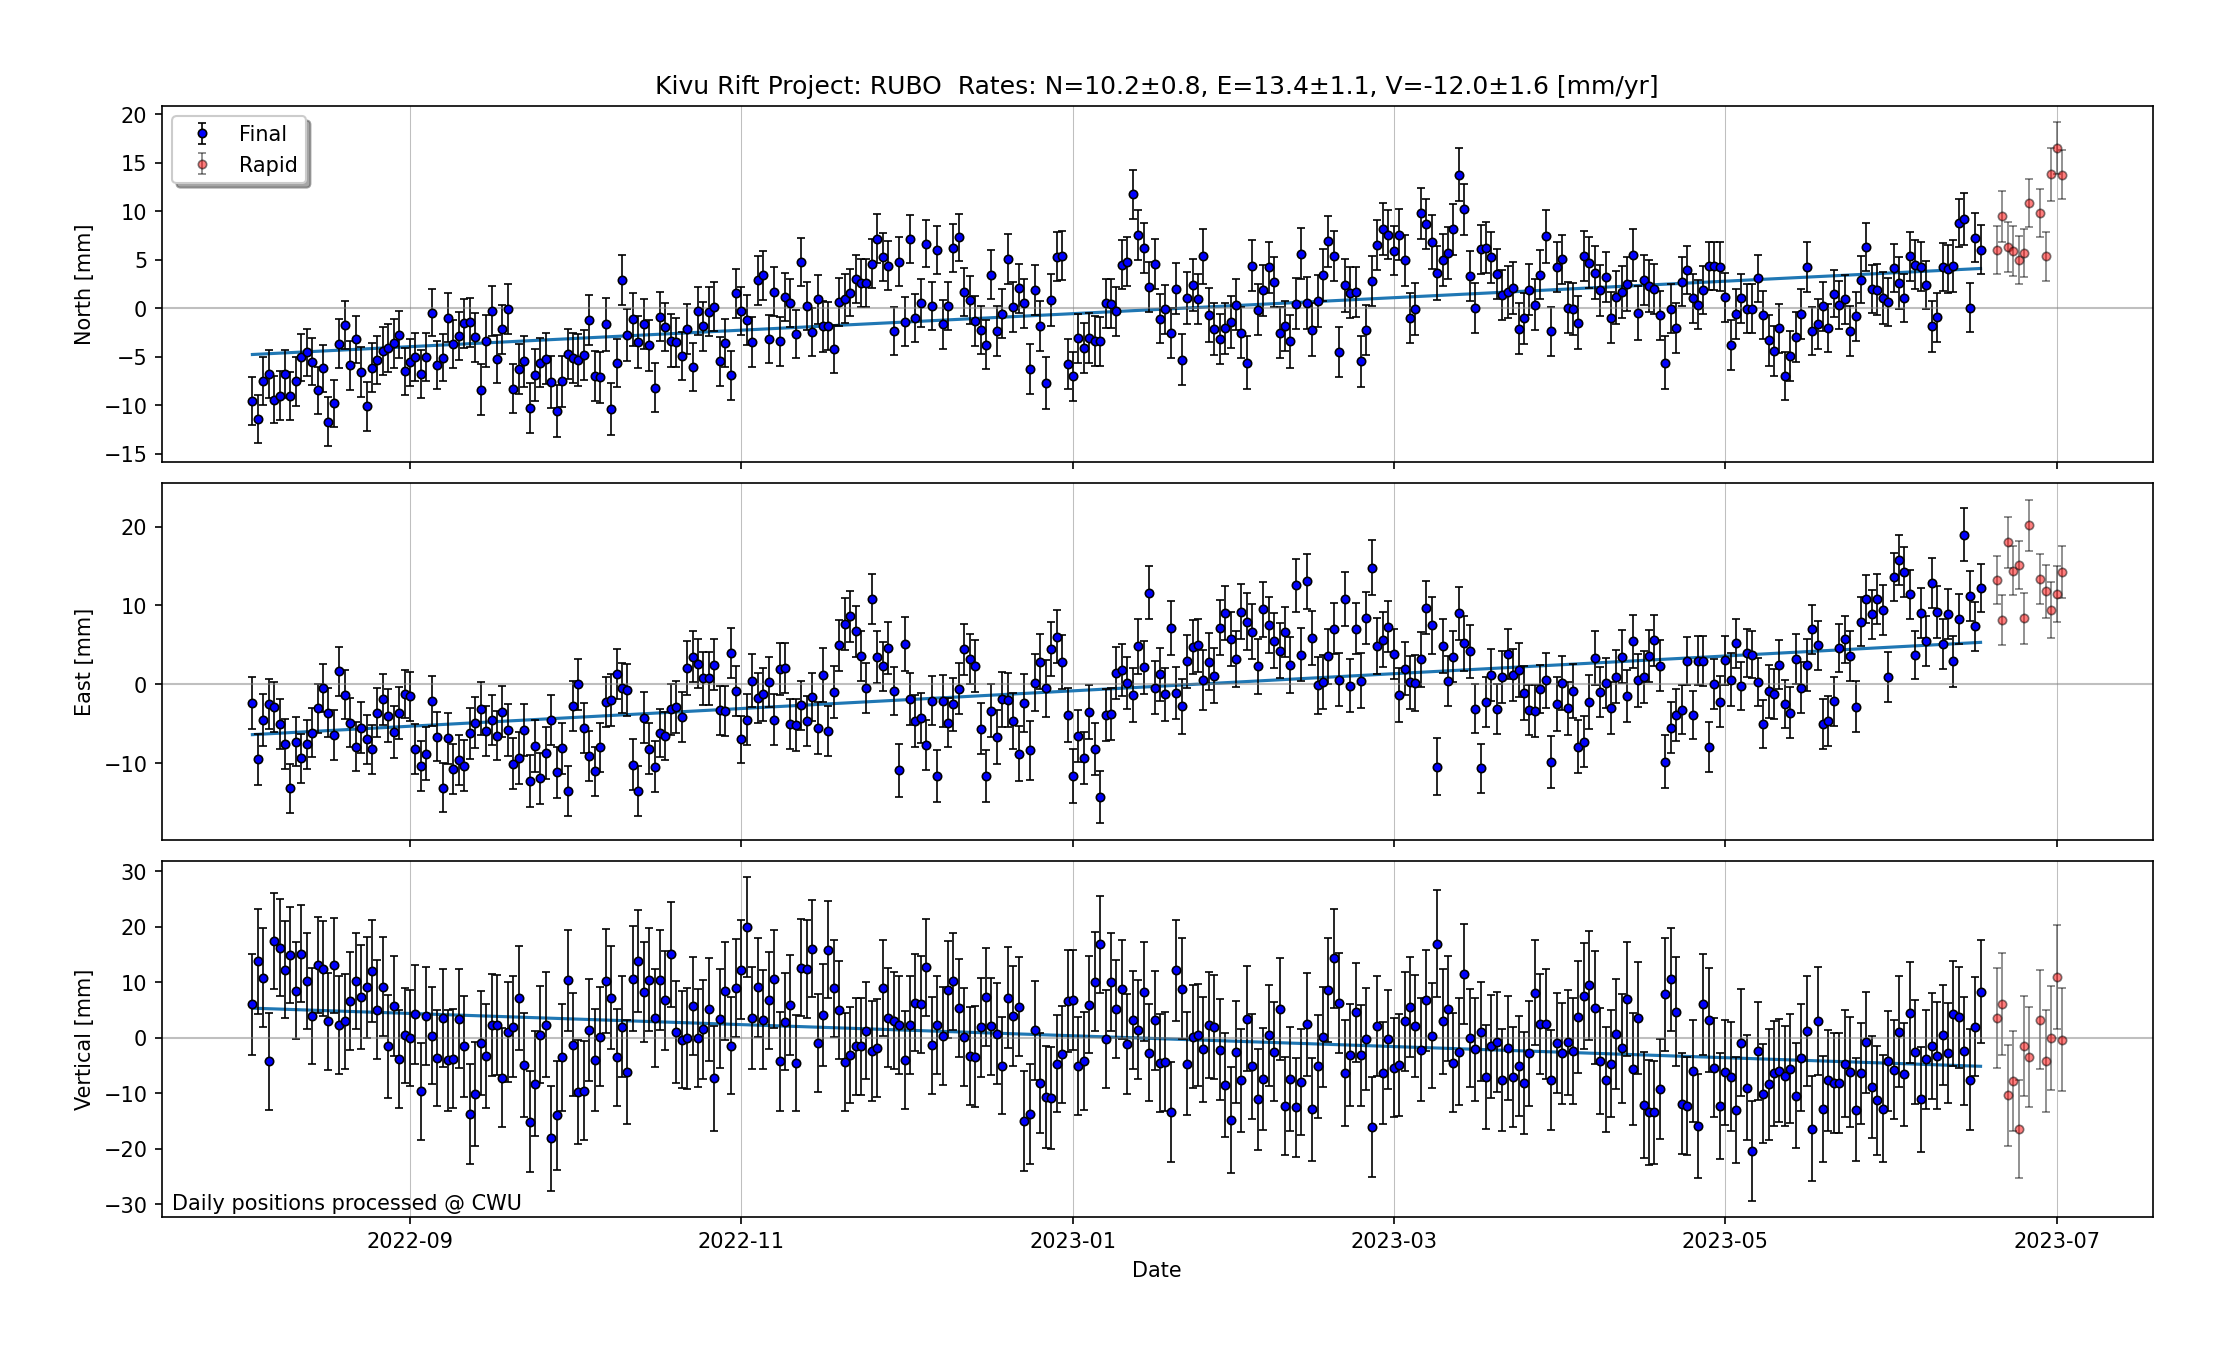 Kivu Rift Project: RUBO  Rates: N=10.2±0.8, E=13.4±1.1, V=-12.0±1.6 [mm/yr]
20
15
10
5
0
−5
−10
−15
North [mm]
Final
Rapid
20
10
0
−10
East [mm]
30
20
10
0
−10
−20
−30
Vertical [mm]
Daily positions processed @ CWU
2022-09 2022-11 2023-01 2023-03 2023-05 2023-07
Date